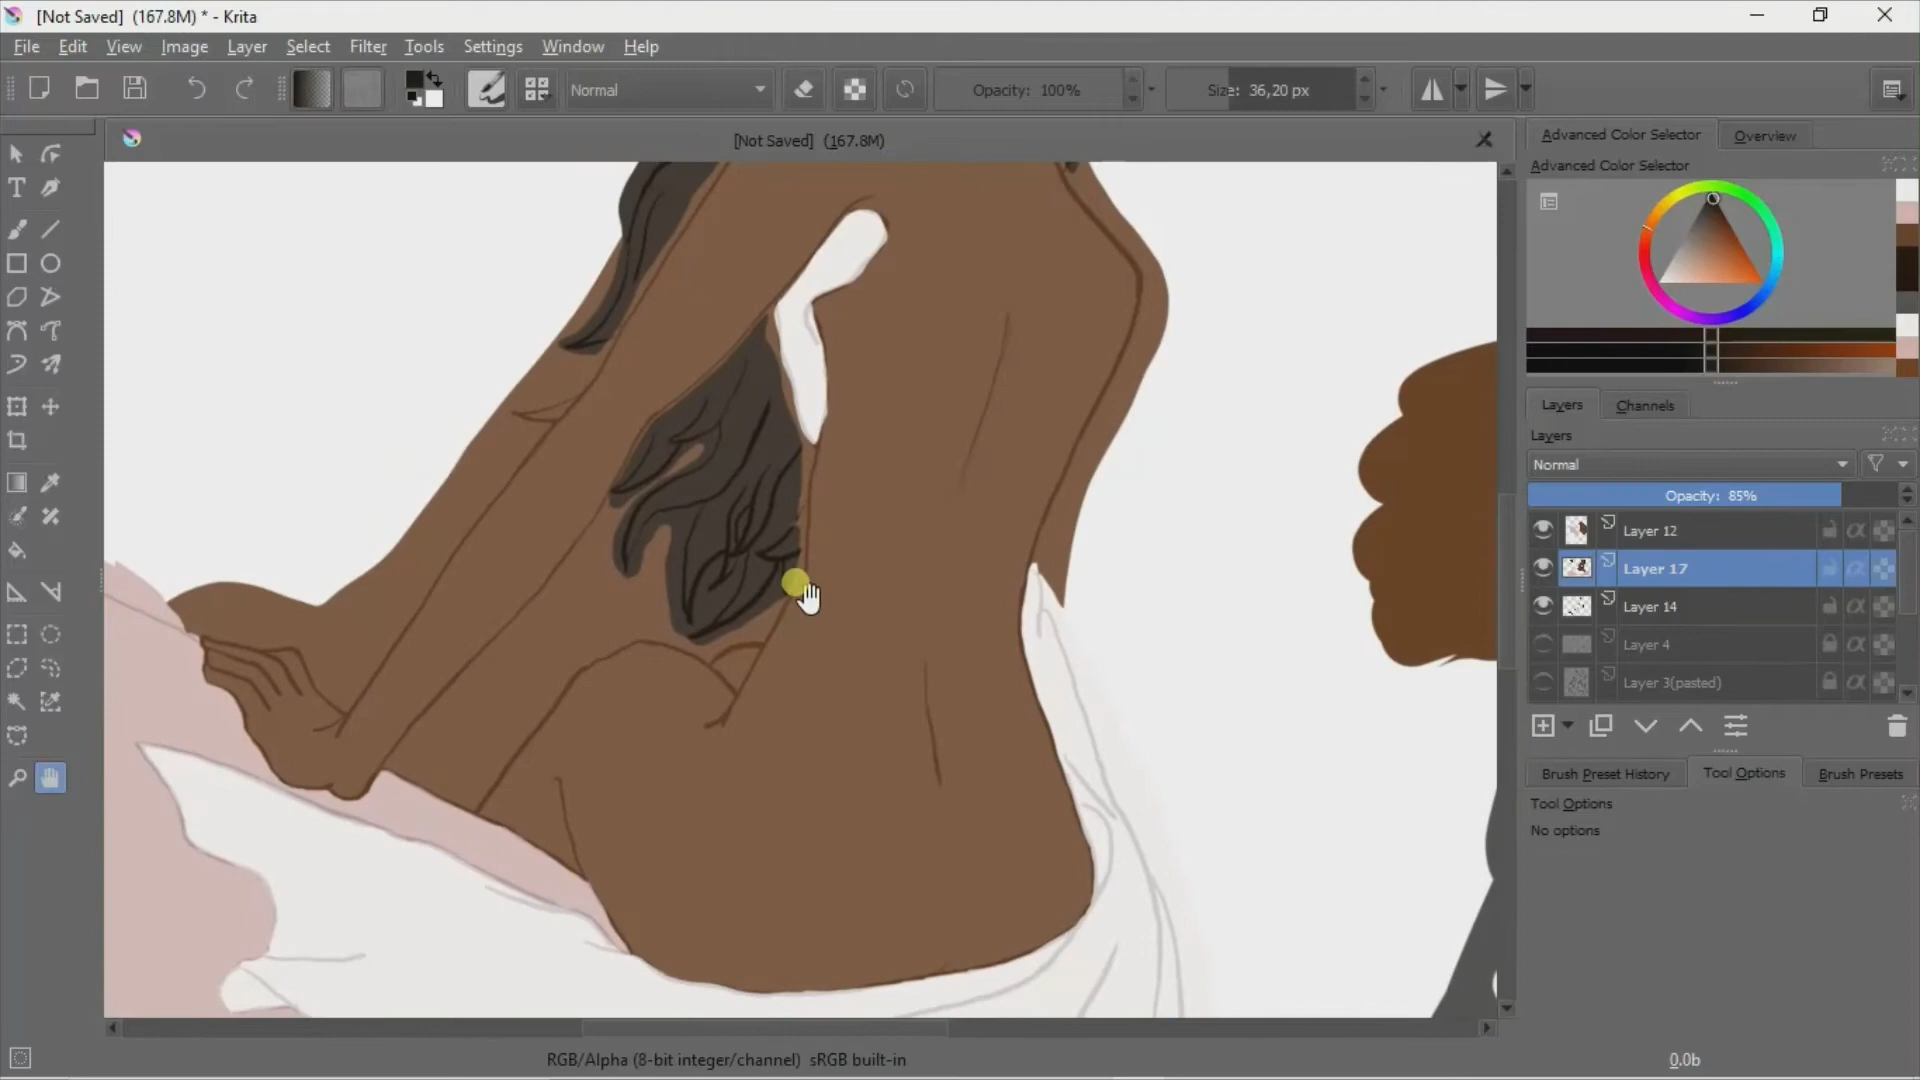 [Not Saved]  (167.8M) * - Krita
File Edit View Image Layer Select Filter Tools Settings Window Help
Normal Opacity: 100% Size: 36,20 px
[Not Saved]  (167.8M)
Advanced Color Selector Overview
Advanced Color Selector
Layers Channels
Layers
Normal
Opacity: 85%
Layer 12
Layer 17
Layer 14
Layer 4
Layer 3(pasted)
Brush Preset History Tool Options Brush Presets
Tool Options
No options
RGB/Alpha (8-bit integer/channel)  sRGB built-in 0.0b